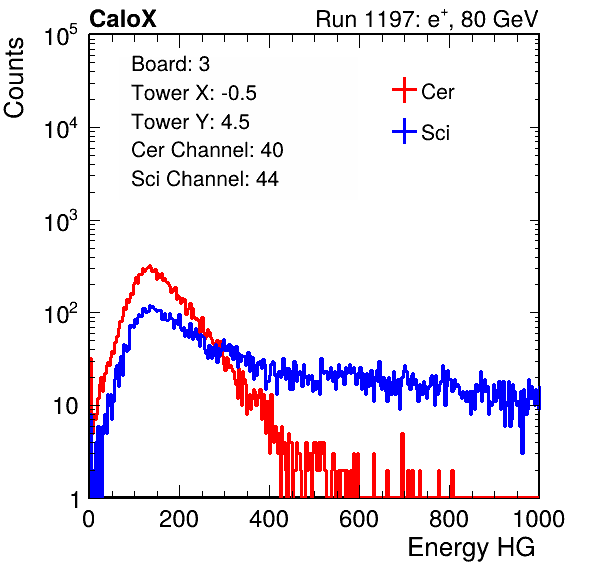 CaloX Run 1197: e⁺, 80 GeV
Counts
10⁵
10⁴
10³
10²
10
1
Board: 3
Tower X: -0.5
Tower Y: 4.5
Cer Channel: 40
Sci Channel: 44
Cer
Sci
0 200 400 600 800 1000
Energy HG